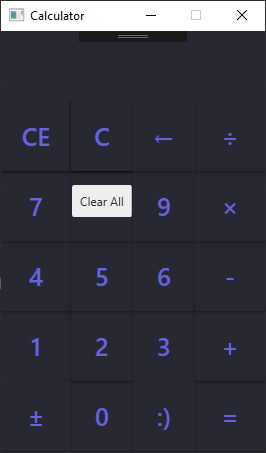 Calculator
CE C ← ÷
7 9 ×
Clear All
4 5 6 -
1 2 3 +
± 0 :) =